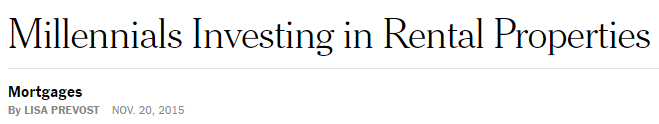 Millennials Investing in Rental Properties
Mortgages
By LISA PREVOST NOV. 20, 2015